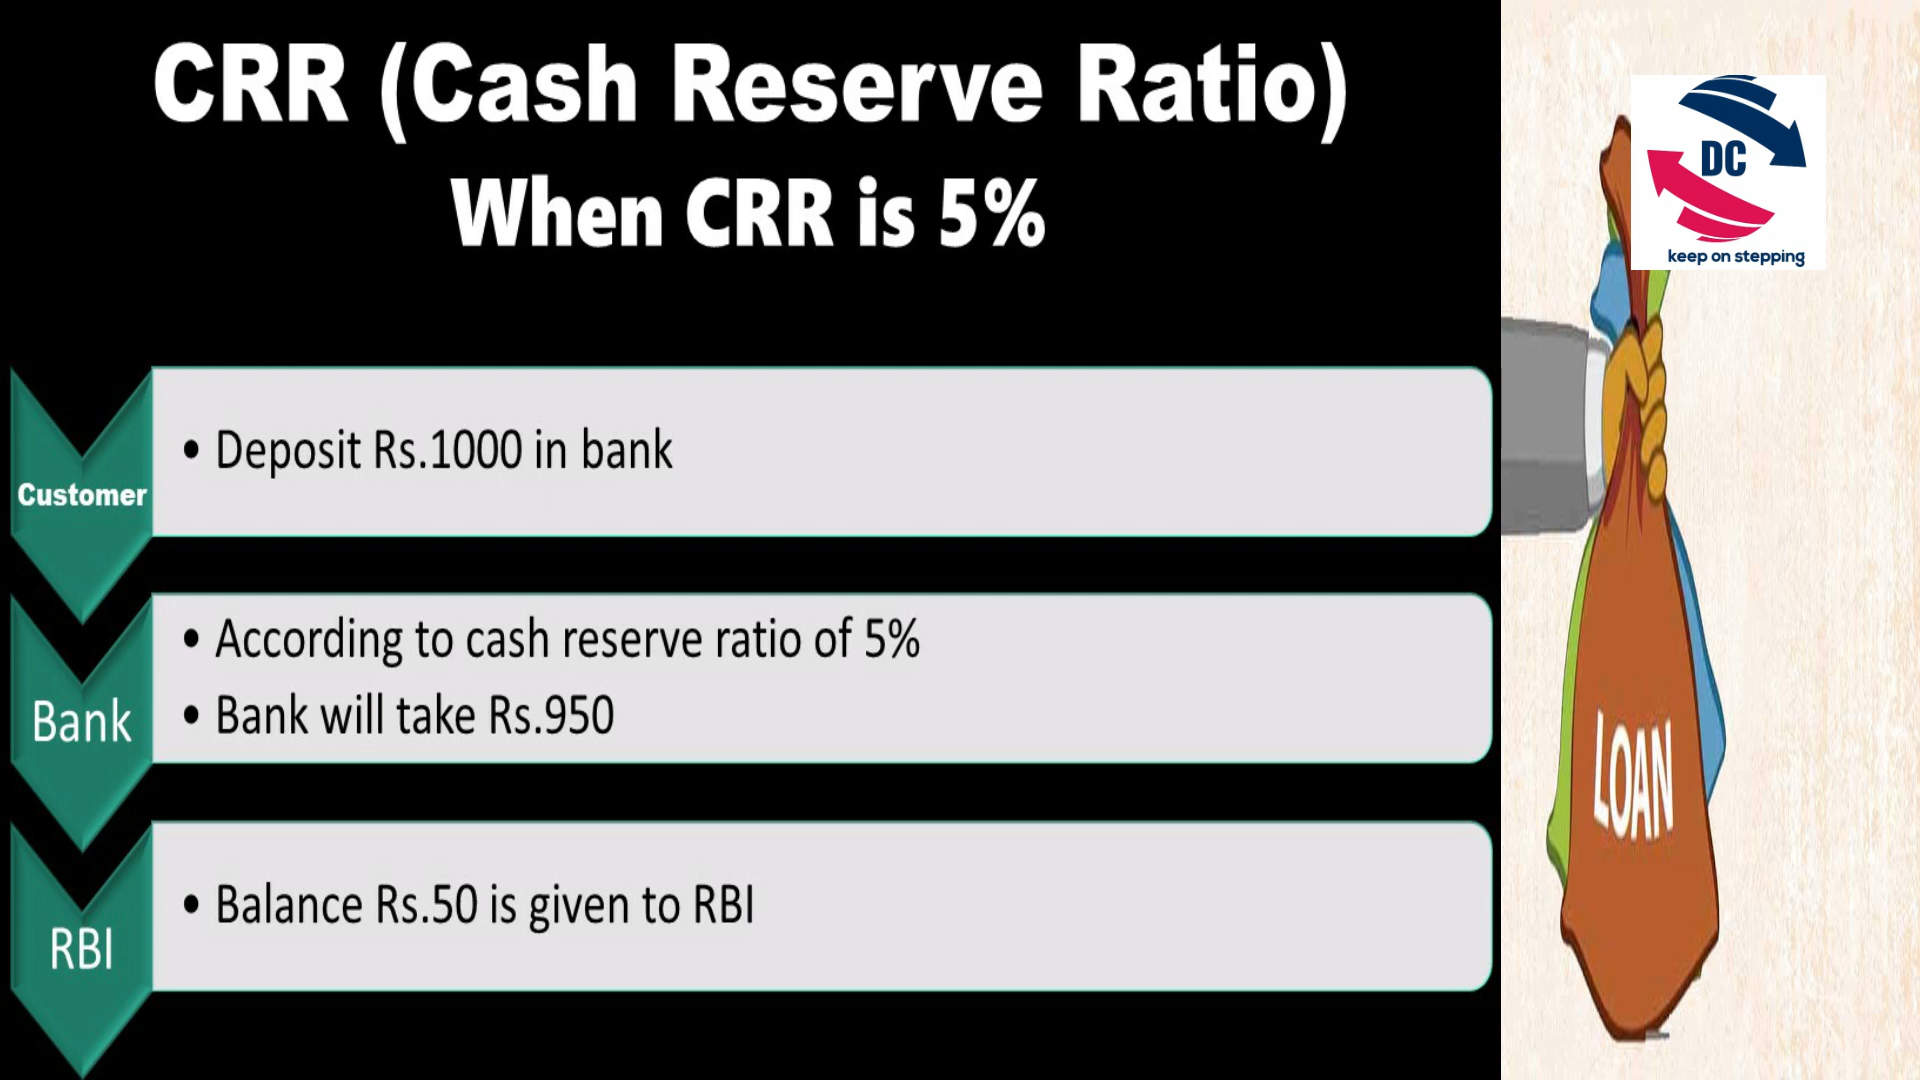 CRR (Cash Reserve Ratio)
When CRR is 5%
Customer
• Deposit Rs.1000 in bank
Bank
• According to cash reserve ratio of 5%
• Bank will take Rs.950
RBI
• Balance Rs.50 is given to RBI
DC
keep on stepping
LOAN